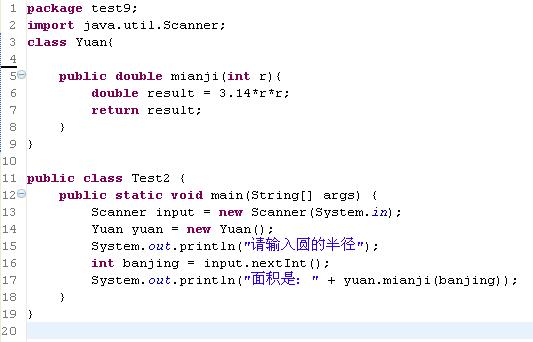 1 package test9;
2 import java.util.Scanner;
3 class Yuan{
4
5     public double mianji(int r){
6         double result = 3.14*r*r;
7         return result;
8     }
9 }
10
11 public class Test2 {
12     public static void main(String[] args) {
13         Scanner input = new Scanner(System.in);
14         Yuan yuan = new Yuan();
15         System.out.println("请输入圆的半径");
16         int banjing = input.nextInt();
17         System.out.println("面积是：" + yuan.mianji(banjing));
18     }
19 }
20